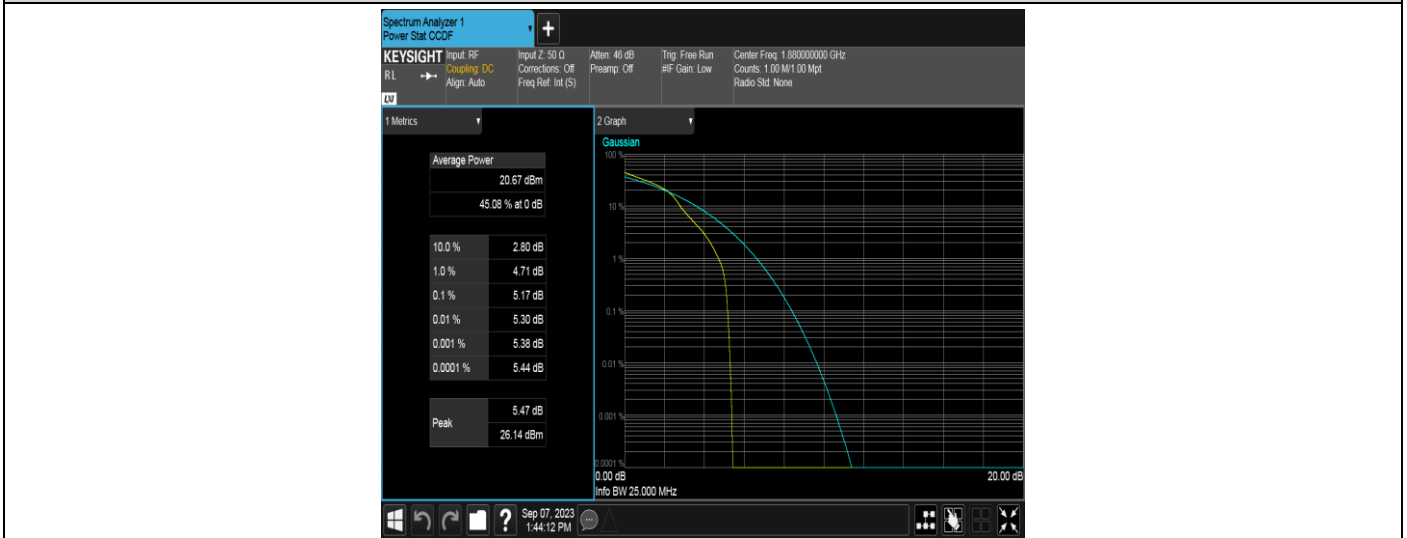 Spectrum Analyzer 1
Power Stat CCDF
+
KEYSIGHT
RL
LXI
Input: RF
Coupling: DC
Align: Auto
Input Z: 50 Ω
Corrections: Off
Freq Ref: Int (S)
Atten: 46 dB
Preamp: Off
Trig: Free Run
#IF Gain: Low
Center Freq: 1.880000000 GHz
Counts: 1.00 M/1.00 Mpt
Radio Std: None
1 Metrics
Average Power
20.67 dBm
45.08 % at 0 dB
10.0 % 2.80 dB
1.0 % 4.71 dB
0.1 % 5.17 dB
0.01 % 5.30 dB
0.001 % 5.38 dB
0.0001 % 5.44 dB
Peak
5.47 dB
26.14 dBm
2 Graph
Gaussian
100 %
10 %
1 %
0.1 %
0.01 %
0.001 %
0.0001 %
0.00 dB 20.00 dB
Info BW 25.000 MHz
?
Sep 07, 2023
1:44:12 PM